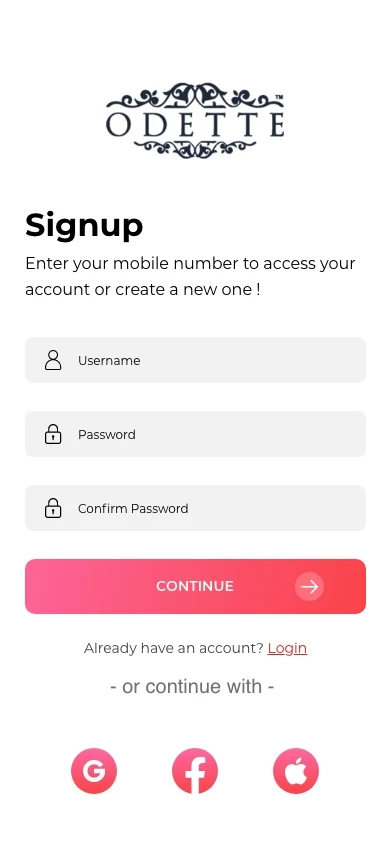 ODETTE™
Signup
Enter your mobile number to access your
account or create a new one !
Username
Password
Confirm Password
CONTINUE
Already have an account? Login
- or continue with -